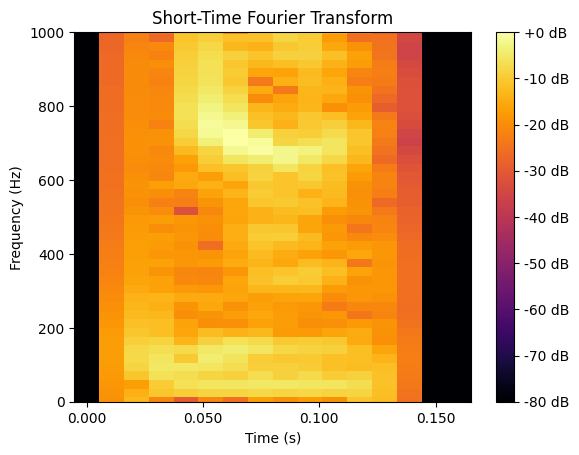 Short-Time Fourier Transform
Frequency (Hz)
1000
800
600
400
200
0
0.000
0.050
0.100
0.150
Time (s)
+0 dB
-10 dB
-20 dB
-30 dB
-40 dB
-50 dB
-60 dB
-70 dB
-80 dB